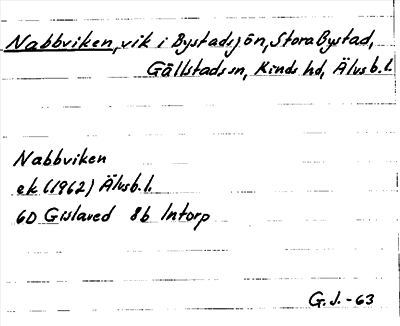 Nabbviken, vik i Bystadsjön, Stora Bystad,
Gällstads sn, Kinds hd, Älvsb.l.
Nabbviken
ek (1962) Älvsb.l.
6D Gislaved 8b Intorp
G.J.-63